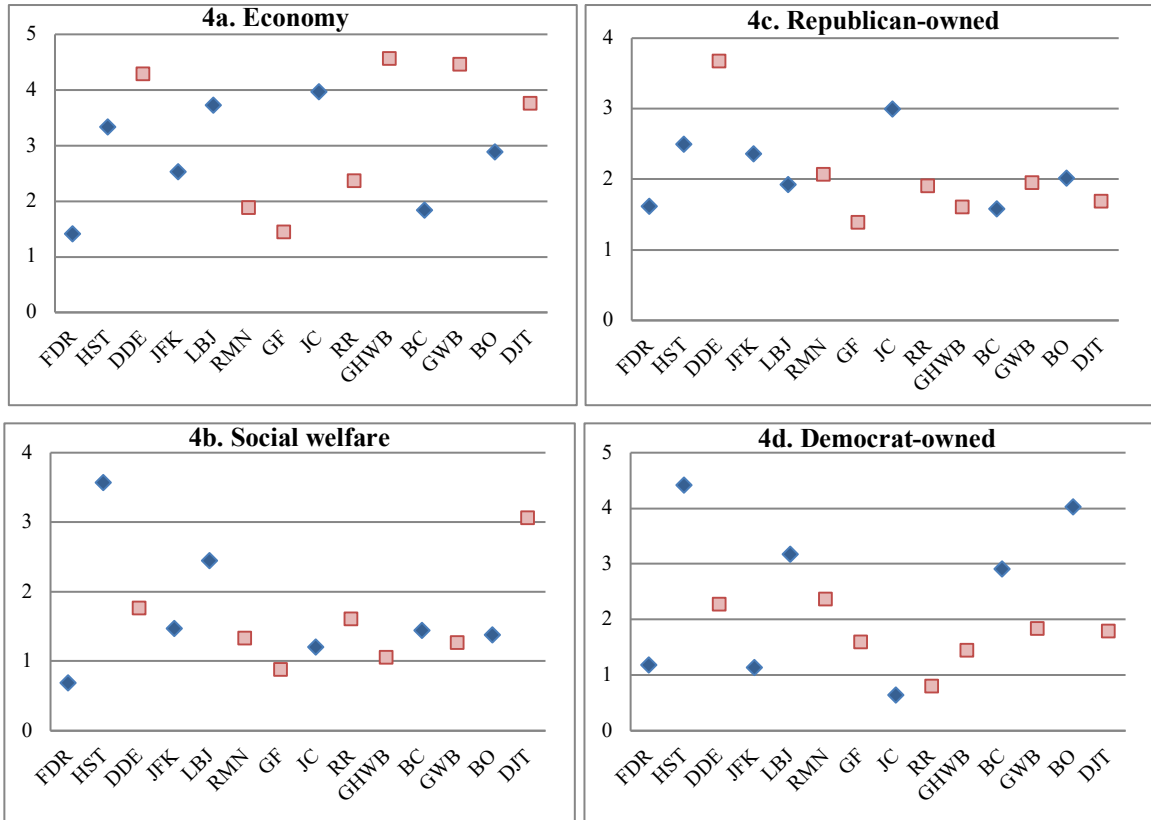 4a. Economy
5
4
3
2
1
0
FDR HST DDE JFK LBJ RMN GF JC RR GHWB BC GWB BO DJT
4c. Republican-owned
4
3
2
1
0
FDR HST DDE JFK LBJ RMN GF JC RR GHWB BC GWB BO DJT
4b. Social welfare
4
3
2
1
0
FDR HST DDE JFK LBJ RMN GF JC RR GHWB BC GWB BO DJT
4d. Democrat-owned
5
4
3
2
1
0
FDR HST DDE JFK LBJ RMN GF JC RR GHWB BC GWB BO DJT